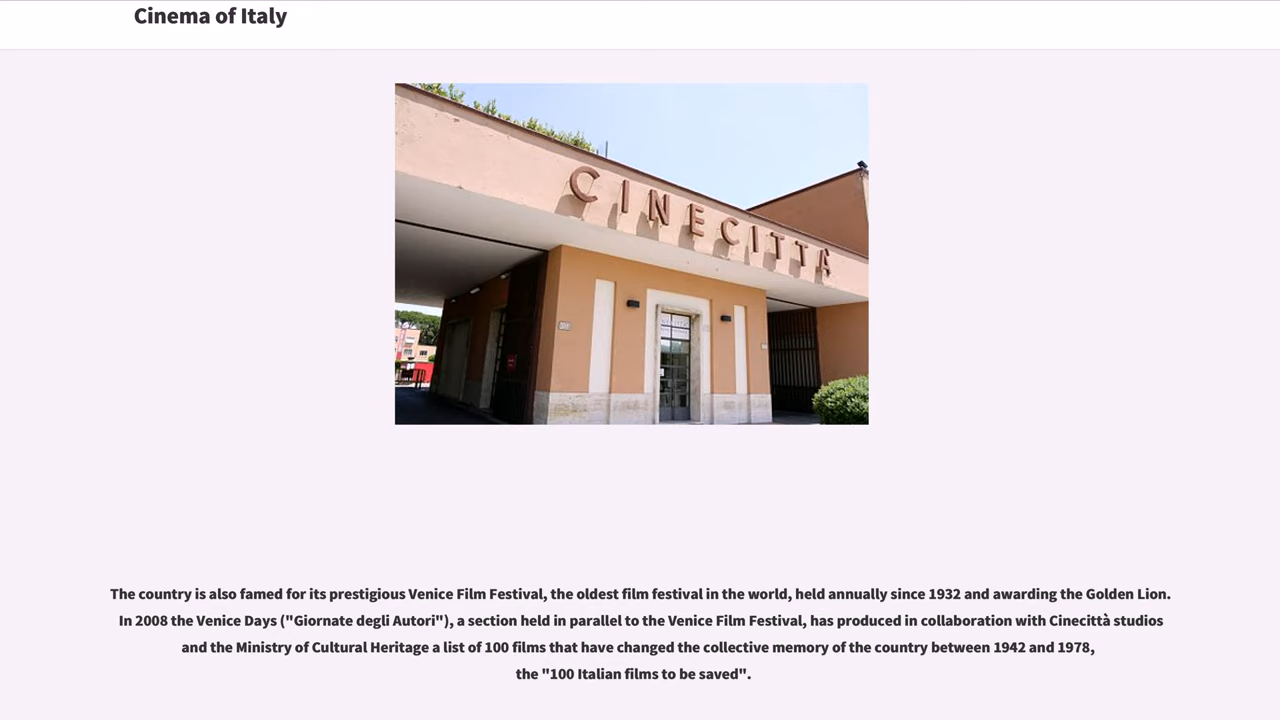 Cinema of Italy
CINECITTÀ
The country is also famed for its prestigious Venice Film Festival, the oldest film festival in the world, held annually since 1932 and awarding the Golden Lion.
In 2008 the Venice Days ("Giornate degli Autori"), a section held in parallel to the Venice Film Festival, has produced in collaboration with Cinecittà studios
and the Ministry of Cultural Heritage a list of 100 films that have changed the collective memory of the country between 1942 and 1978,
the "100 Italian films to be saved".